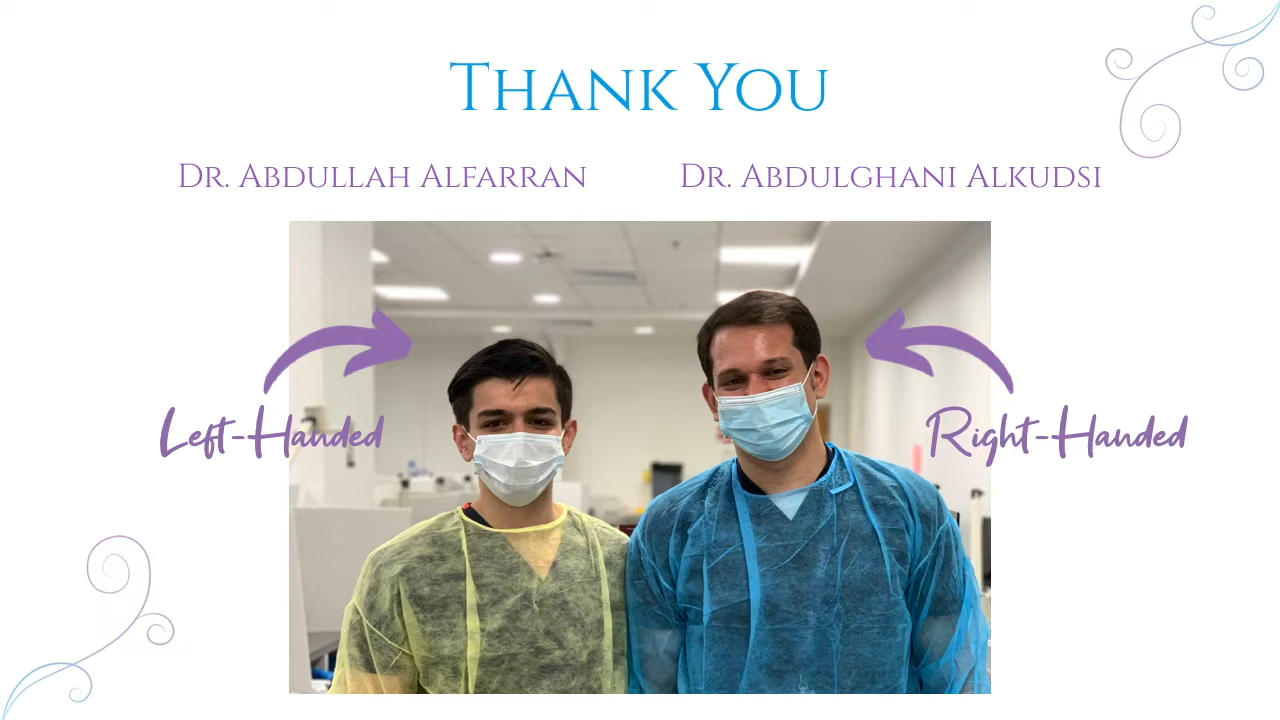 Thank You
Dr. Abdullah Alfarran Dr. Abdulghani Alkudsi
Left-Handed Right-Handed